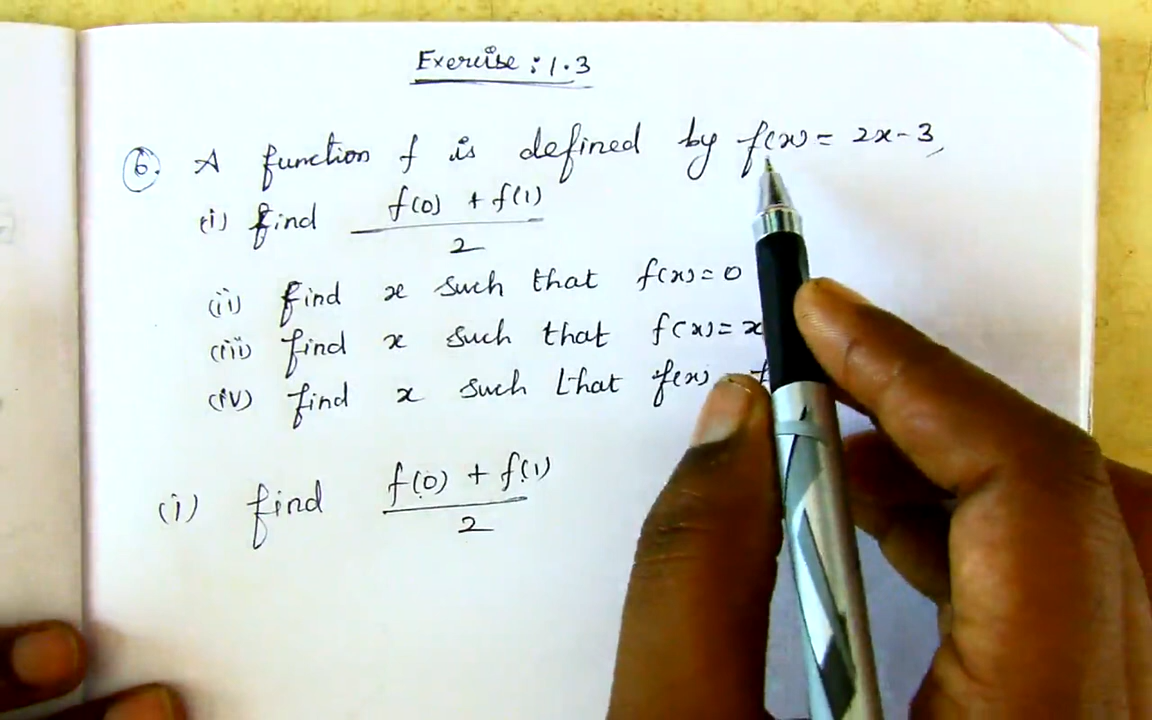 Exercise : 1.3
6. A function f is defined by f(x) = 2x-3,
(i) find f(0) + f(1) / 2
(ii) find x such that f(x) = 0
(iii) find x such that f(x) = x
(iv) find x such that f(x)
(i) find f(0) + f(1) / 2